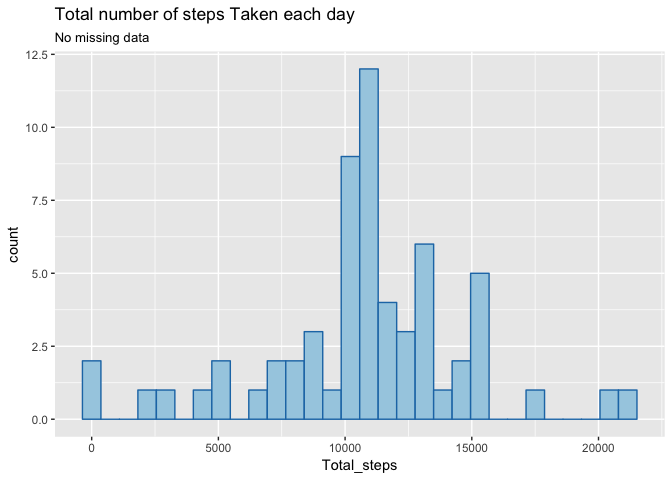 Total number of steps Taken each day
No missing data
12.5
10.0
7.5
5.0
2.5
0.0
count
0 5000 10000 15000 20000
Total_steps